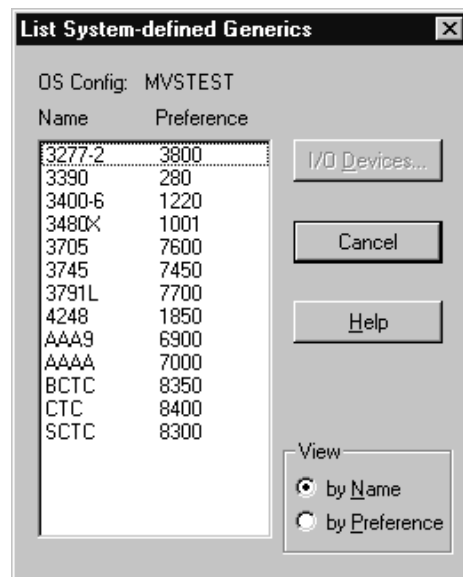 List System-defined Generics
OS Config: MVSTEST
Name Preference
3277-2 3800
3390 280
3400-6 1220
3480X 1001
3705 7600
3745 7450
3791L 7700
4248 1850
AAA9 6900
AAAA 7000
BCTC 8350
CTC 8400
SCTC 8300
I/O Devices...
Cancel
Help
View
by Name
by Preference